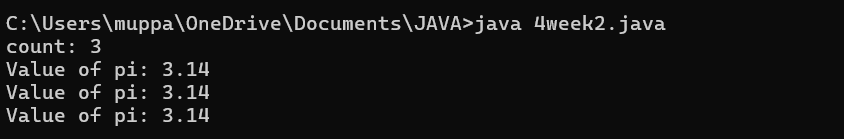 C:\Users\muppa\OneDrive\Documents\JAVA>java 4week2.java
count: 3
Value of pi: 3.14
Value of pi: 3.14
Value of pi: 3.14